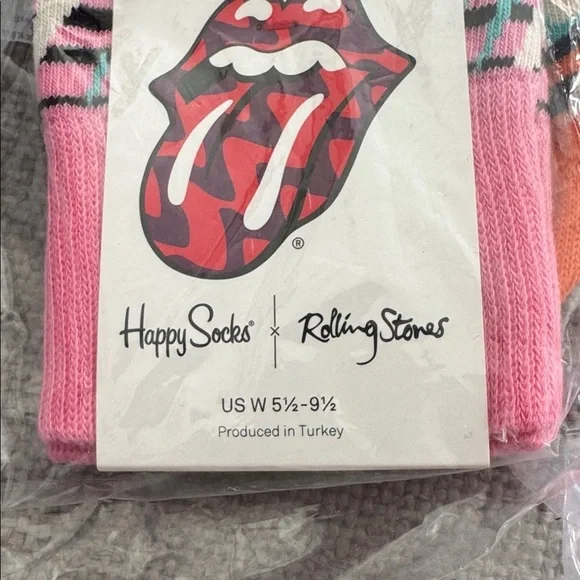 ®
Happy Socks® × Rolling Stones
US W 5½-9½
Produced in Turkey